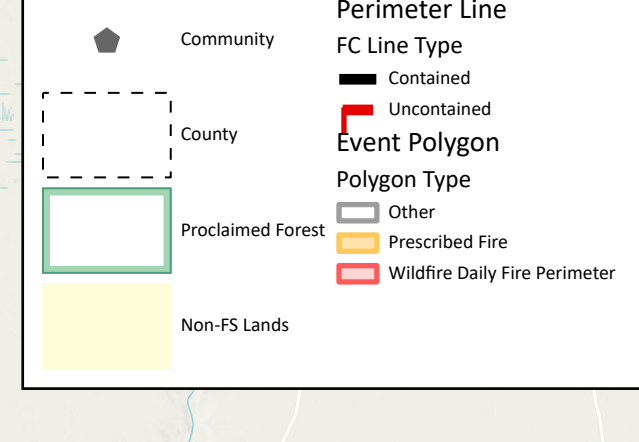 Community
County
Proclaimed Forest
Non-FS Lands
Perimeter Line
FC Line Type
Contained
Uncontained
Event Polygon
Polygon Type
Other
Prescribed Fire
Wildfire Daily Fire Perimeter